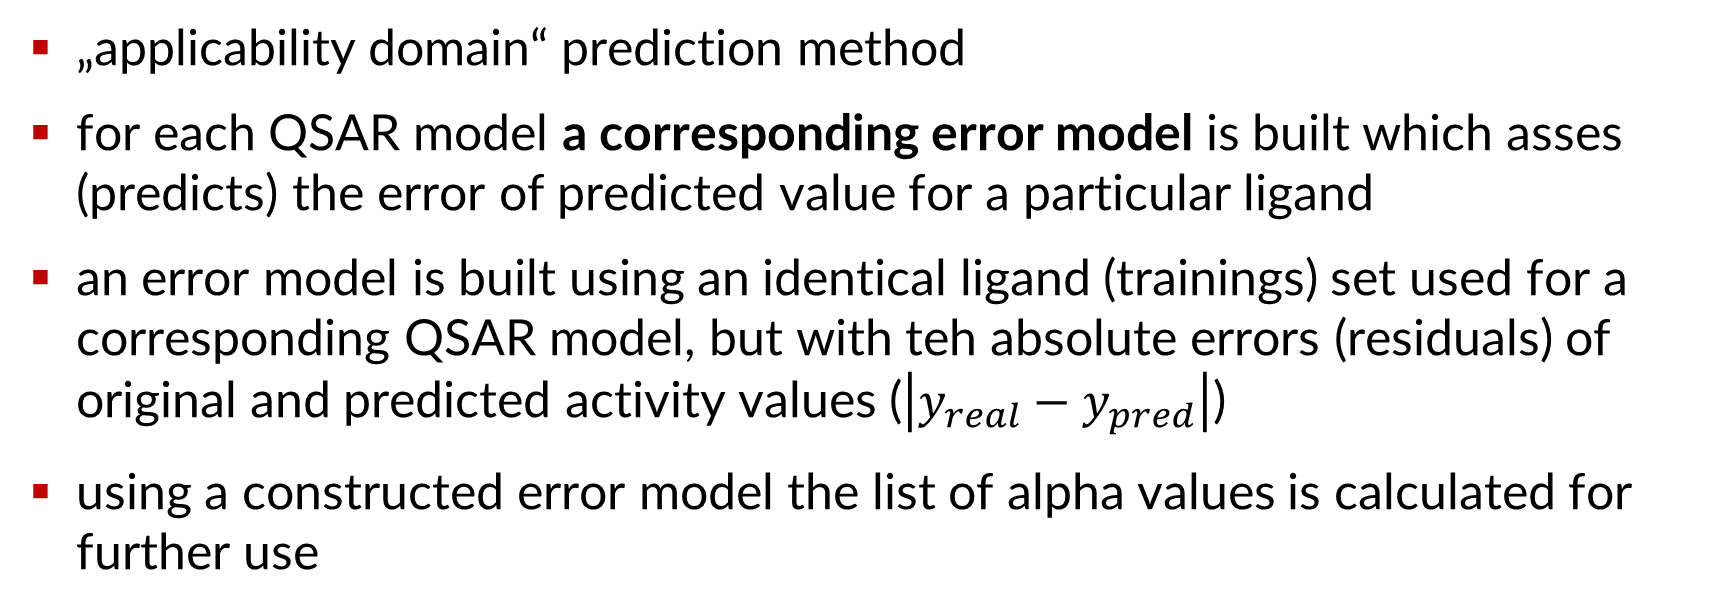 ▪ „applicability domain“ prediction method
▪ for each QSAR model a corresponding error model is built which asses
(predicts) the error of predicted value for a particular ligand
▪ an error model is built using an identical ligand (trainings) set used for a
corresponding QSAR model, but with teh absolute errors (residuals) of
original and predicted activity values (|y_real − y_pred|)
▪ using a constructed error model the list of alpha values is calculated for
further use